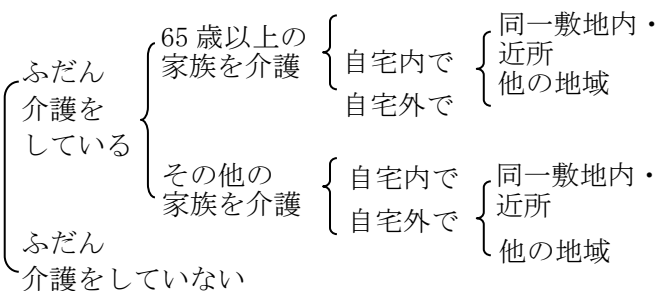 ふだん
介護を
している
65歳以上の
家族を介護
自宅内で
自宅外で
同一敷地内・
近所
他の地域
その他の
家族を介護
自宅内で
自宅外で
同一敷地内・
近所
他の地域
ふだん
介護をしていない